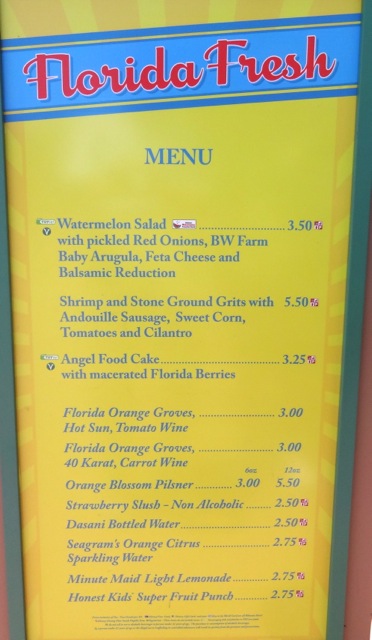 Florida Fresh
MENU
Watermelon Salad ........ 3.50
with pickled Red Onions, BW Farm
Baby Arugula, Feta Cheese and
Balsamic Reduction
Shrimp and Stone Ground Grits with 5.50
Andouille Sausage, Sweet Corn,
Tomatoes and Cilantro
Angel Food Cake........ 3.25
with macerated Florida Berries
Florida Orange Groves, ........ 3.00
Hot Sun, Tomato Wine
Florida Orange Groves, ........ 3.00
40 Karat, Carrot Wine
6oz 12oz
Orange Blossom Pilsner ........ 3.00 5.50
Strawberry Slush - Non Alcoholic ........ 2.50
Dasani Bottled Water ........ 2.50
Seagram's Orange Citrus ........ 2.75
Sparkling Water
Minute Maid Light Lemonade ........ 2.75
Honest Kids Super Fruit Punch ........ 2.75